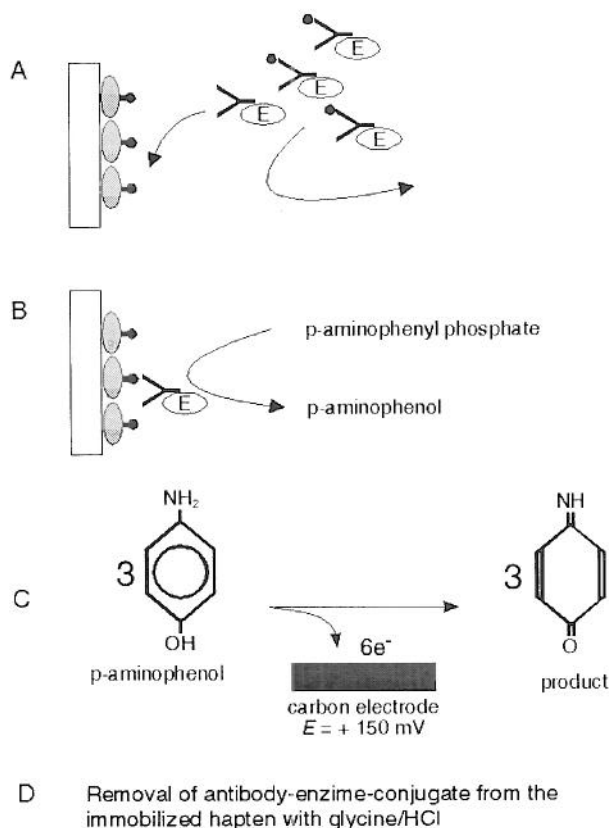 A
E
E
E
E
B
p-aminophenyl phosphate
E
p-aminophenol
C
NH₂
3
OH
p-aminophenol
6e⁻
carbon electrode
E = + 150 mV
NH
3
O
product
D Removal of antibody-enzime-conjugate from the
immobilized hapten with glycine/HCl